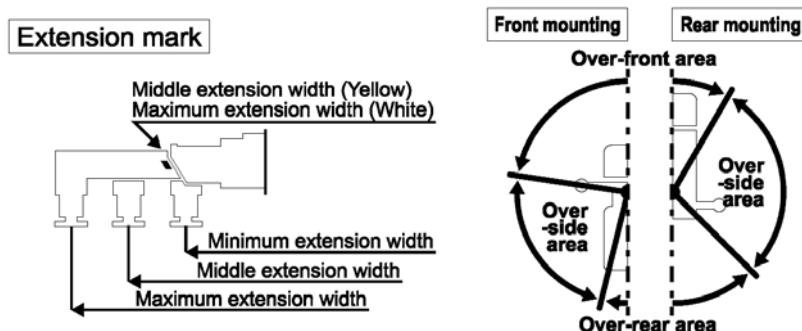 Extension mark
Middle extension width (Yellow)
Maximum extension width (White)
Minimum extension width
Middle extension width
Maximum extension width
Front mounting
Rear mounting
Over-front area
Over
-side
area
Over
-side
area
Over-rear area